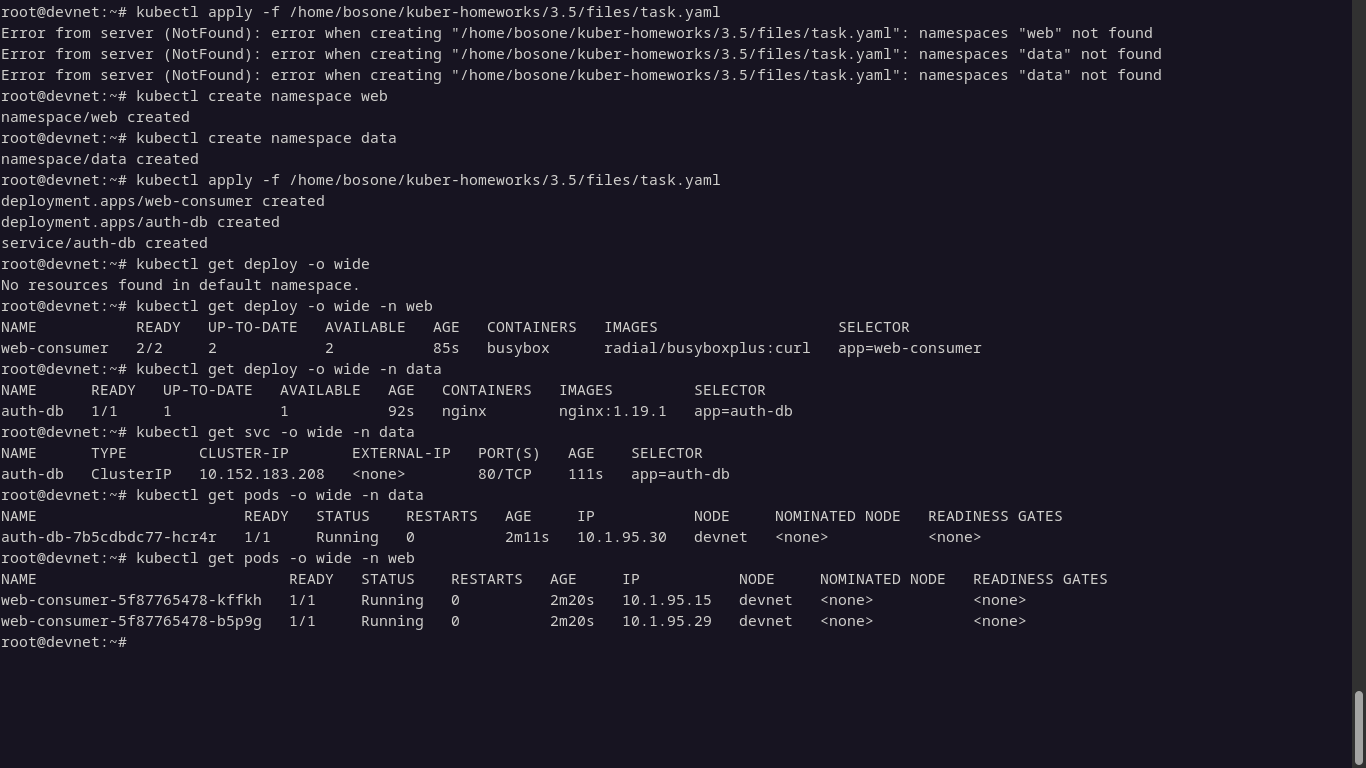 root@devnet:~# kubectl apply -f /home/bosone/kuber-homeworks/3.5/files/task.yaml
Error from server (NotFound): error when creating "/home/bosone/kuber-homeworks/3.5/files/task.yaml": namespaces "web" not found
Error from server (NotFound): error when creating "/home/bosone/kuber-homeworks/3.5/files/task.yaml": namespaces "data" not found
Error from server (NotFound): error when creating "/home/bosone/kuber-homeworks/3.5/files/task.yaml": namespaces "data" not found
root@devnet:~# kubectl create namespace web
namespace/web created
root@devnet:~# kubectl create namespace data
namespace/data created
root@devnet:~# kubectl apply -f /home/bosone/kuber-homeworks/3.5/files/task.yaml
deployment.apps/web-consumer created
deployment.apps/auth-db created
service/auth-db created
root@devnet:~# kubectl get deploy -o wide
No resources found in default namespace.
root@devnet:~# kubectl get deploy -o wide -n web
NAME           READY   UP-TO-DATE   AVAILABLE   AGE   CONTAINERS   IMAGES                    SELECTOR
web-consumer   2/2     2            2           85s   busybox      radial/busyboxplus:curl   app=web-consumer
root@devnet:~# kubectl get deploy -o wide -n data
NAME      READY   UP-TO-DATE   AVAILABLE   AGE   CONTAINERS   IMAGES         SELECTOR
auth-db   1/1     1            1           92s   nginx        nginx:1.19.1   app=auth-db
root@devnet:~# kubectl get svc -o wide -n data
NAME      TYPE        CLUSTER-IP       EXTERNAL-IP   PORT(S)   AGE    SELECTOR
auth-db   ClusterIP   10.152.183.208   <none>        80/TCP    111s   app=auth-db
root@devnet:~# kubectl get pods -o wide -n data
NAME                       READY   STATUS    RESTARTS   AGE     IP           NODE     NOMINATED NODE   READINESS GATES
auth-db-7b5cdbdc77-hcr4r   1/1     Running   0          2m11s   10.1.95.30   devnet   <none>           <none>
root@devnet:~# kubectl get pods -o wide -n web
NAME                            READY   STATUS    RESTARTS   AGE     IP           NODE     NOMINATED NODE   READINESS GATES
web-consumer-5f87765478-kffkh   1/1     Running   0          2m20s   10.1.95.15   devnet   <none>           <none>
web-consumer-5f87765478-b5p9g   1/1     Running   0          2m20s   10.1.95.29   devnet   <none>           <none>
root@devnet:~#